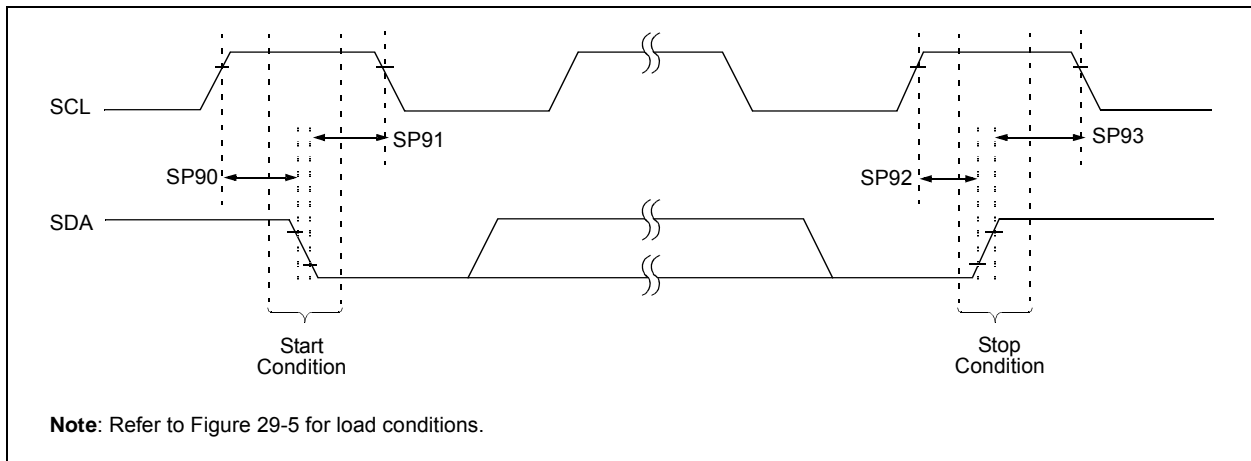 SCL
SP91
SP93
SP90
SP92
SDA
Start
Condition
Stop
Condition
Note: Refer to Figure 29-5 for load conditions.